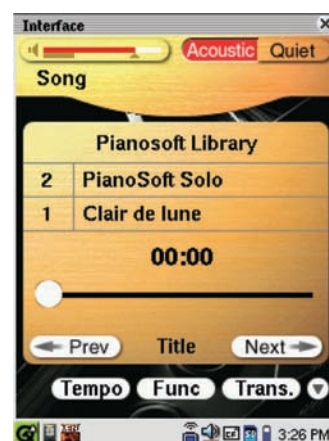 Interface x
Acoustic Quiet
Song
Pianosoft Library
2 PianoSoft Solo
1 Clair de lune
00:00
Prev Title Next
Tempo Func Trans.
3:26 PM